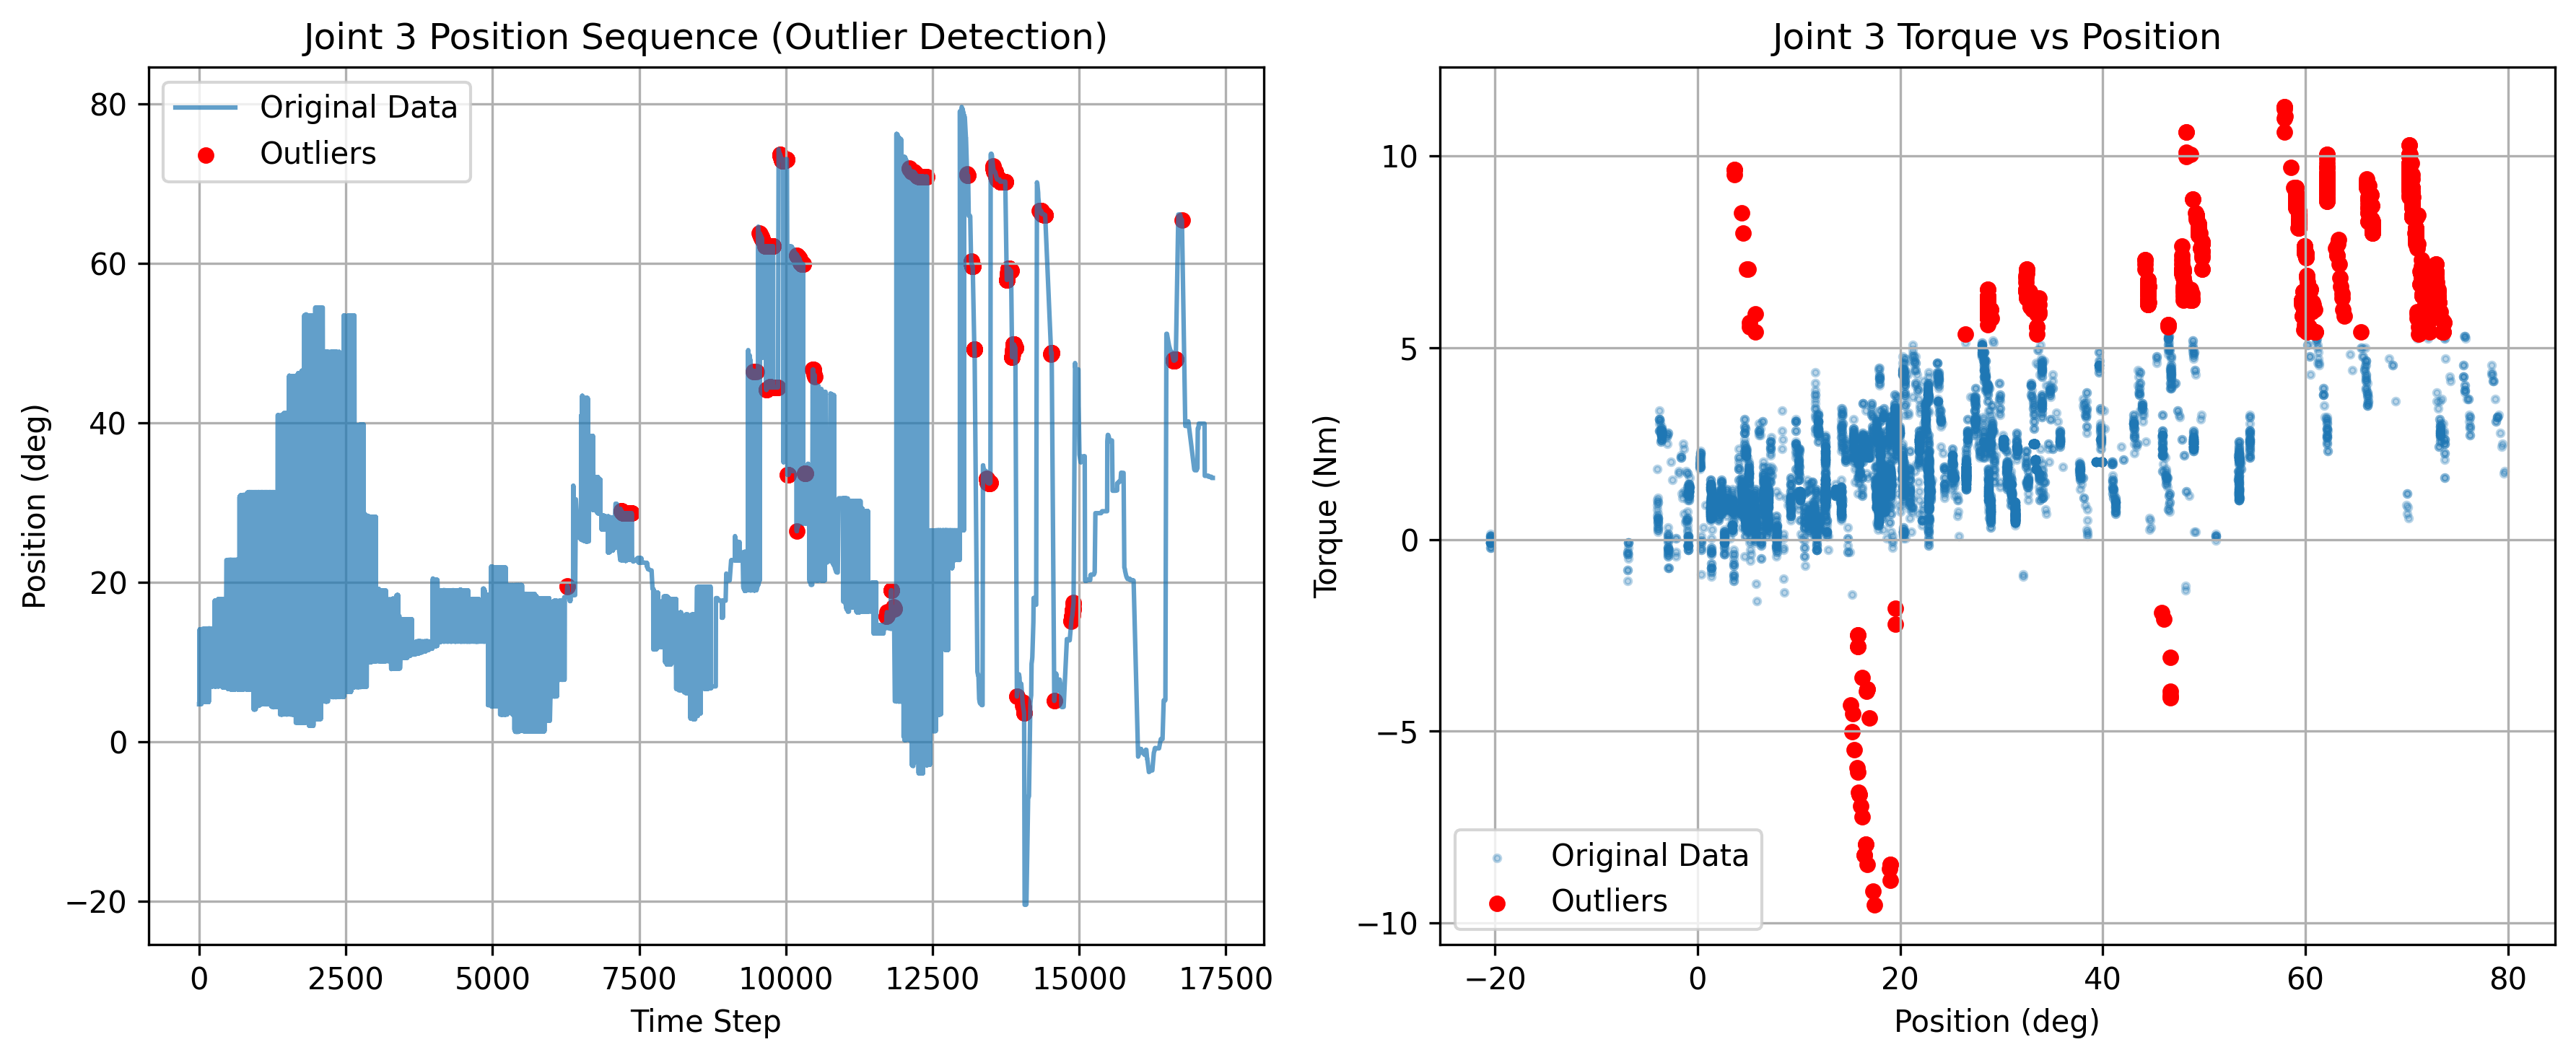 Joint 3 Position Sequence (Outlier Detection)
Original Data
Outliers
Position (deg)
80
60
40
20
0
−20
0 2500 5000 7500 10000 12500 15000 17500
Time Step
Joint 3 Torque vs Position
Torque (Nm)
10
5
0
−5
−10
Original Data
Outliers
−20 0 20 40 60 80
Position (deg)